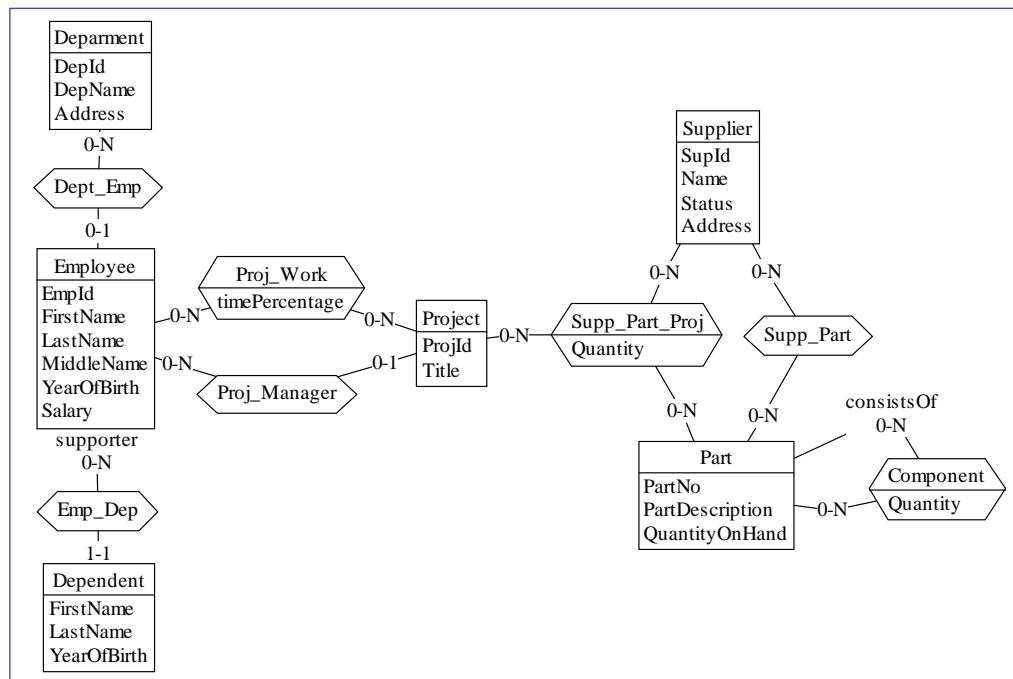 Deparment
DepId
DepName
Address
0-N
Dept_Emp
0-1
Employee
EmpId
FirstName
LastName
MiddleName
YearOfBirth
Salary
supporter
0-N
Emp_Dep
1-1
Dependent
FirstName
LastName
YearOfBirth
Proj_Work
timePercentage
0-N
0-N
0-N
0-1
Proj_Manager
Project
ProjId
Title
0-N
Supplier
SupId
Name
Status
Address
0-N
0-N
Supp_Part_Proj
Quantity
Supp_Part
0-N
0-N
consistsOf
0-N
Part
PartNo
PartDescription
QuantityOnHand
0-N
Component
Quantity